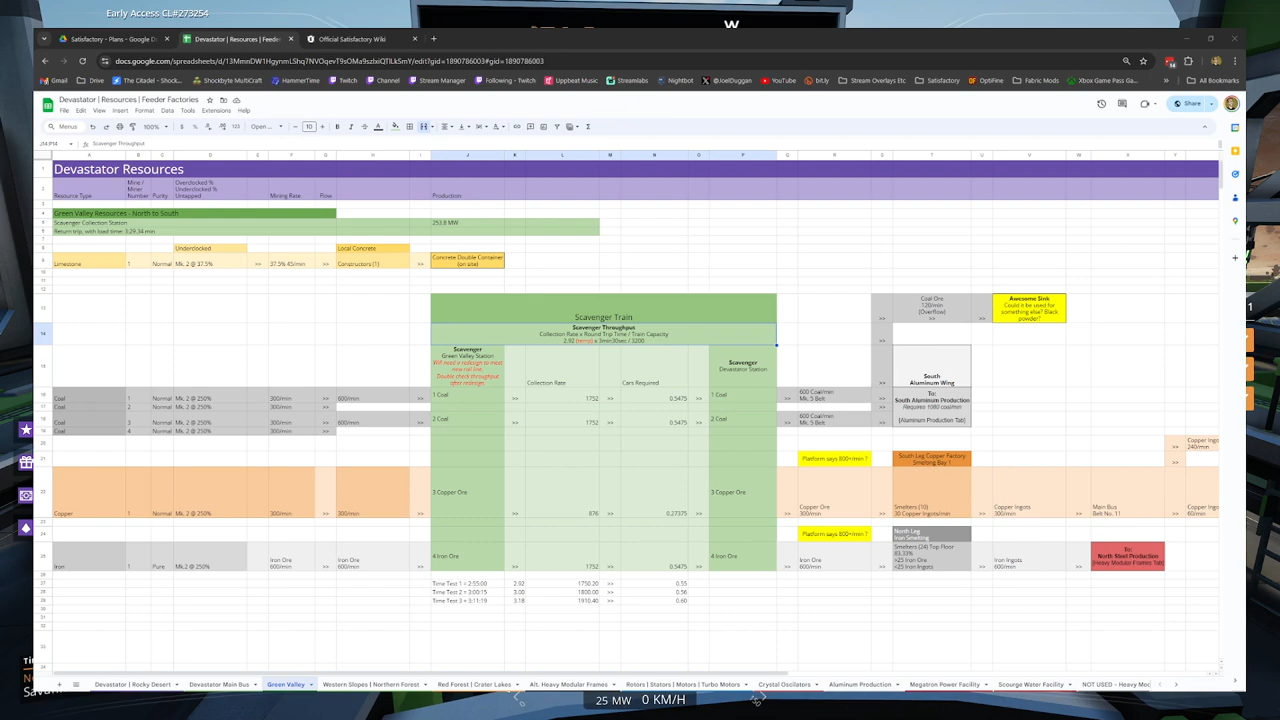 Early Access CL#273254
W
Satisfactory - Plans - Google D
Devastator | Resources | Feeder
Official Satisfactory Wiki
docs.google.com/spreadsheets/d/
Gmail
Drive
The Citadel - Shock...
Shockbyte MultiCraft
HammerTime
Twitch
Channel
Stream Manager
Following - Twitch
Uppbeat Music
Streamlabs
Nightbot
@JoelDuggan
YouTube
bit.ly
Stream Overlays Etc
Satisfactory
OptiFine
Fabric Mods
Xbox Game Pass Ga...
All Bookmarks
Devastator | Resources | Feeder Factories
File Edit View Insert Format Data Tools Extensions Help
Share
Menus
100%
$ % .0 .00 123
Open ...
10
J14:P14
Scavenger Throughput
A B C D E F G H I J K L M N O P Q R S T U V W X Y
Devastator Resources
Resource Type
Mine / Miner Number
Purity
Overclocked %
Underclocked %
Untapped
Mining Rate
Flow
Production
Green Valley Resources - North to South
Scavenger Collection Station
253.8 MW
Return trip, with load time: 3:29.34 min
Underclocked
Local Concrete
Limestone 1 Normal Mk. 2 @ 37.5% >> 37.5% 45/min >> Constructors (1) >> Concrete Double Container (on site)
Scavenger Train
Scavenger Throughput
Collection Rate x Round Trip Time / Train Capacity
2.92 (temp) x 3min30sec / 3200
>>
Coal Ore
120/min
(Overflow)
>>
>>
Awesome Sink
Could it be used for something else? Black powder?
Scavenger
Green Valley Station
Will need a redesign to meet new rail line.
Double check throughput after redesign.
Collection Rate
Cars Required
Scavenger
Devastator Station
South
Aluminum Wing
Coal 1 Normal Mk. 2 @ 250% 300/min >> 600/min >> 1 Coal >> 1752 >> 0.5475 >> 1 Coal >> 600 Coal/min Mk. 5 Belt >>
Coal 2 Normal Mk. 2 @ 250% 300/min
To:
South Aluminum Production
Requires 1080 coal/min
[Aluminum Production Tab]
Coal 3 Normal Mk. 2 @ 250% 300/min >> 600/min >> 2 Coal >> 1752 >> 0.5475 >> 2 Coal >> 600 Coal/min Mk. 5 Belt >>
Coal 4 Normal Mk. 2 @ 250% 300/min
>> Copper Ingo
240/min
Platform says 800+/min ?
South Leg Copper Factory
Smelting Bay 1
>>
Copper 1 Normal Mk. 2 @ 250% 300/min >> 300/min >> 3 Copper Ore >> 876 >> 0.27375 >> 3 Copper Ore >> Copper Ore 300/min >> Smelters (10) 30 Copper Ingots/min >> Copper Ingots 300/min >> Main Bus Belt No. 11 >> Copper Ingo 60/min
Platform says 800+/min ?
North Leg
Iron Smelting
Iron 1 Pure Mk.2 @ 250% Iron Ore 600/min >> Iron Ore 600/min >> 4 Iron Ore >> 1752 >> 0.5475 >> 4 Iron Ore >> Iron Ore 600/min >>
Smelters (24) Top Floor
83.33%
>25 Iron Ore
<25 Iron Ingots
>> Iron Ingots 600/min >>
To:
North Steel Production
[Heavy Modular Frames Tab]
Time Test 1 = 2:55:00 2.92 1750.20 >> 0.55
Time Test 2 = 3:00:15 3.00 1800.00 >> 0.56
Time Test 3 = 3:11:19 3.18 1910.40 >> 0.60
Devastator | Rocky Desert
Devastator Main Bus
Green Valley
Western Slopes | Northern Forest
Red Forest | Crater Lakes
Alt. Heavy Modular Frames
Rotors | Stators | Motors | Turbo Motors
Crystal Oscilators
Aluminum Production
Megatron Power Facility
Scourge Water Facility
NOT USED - Heavy Moc
25 MW 0 KM/H